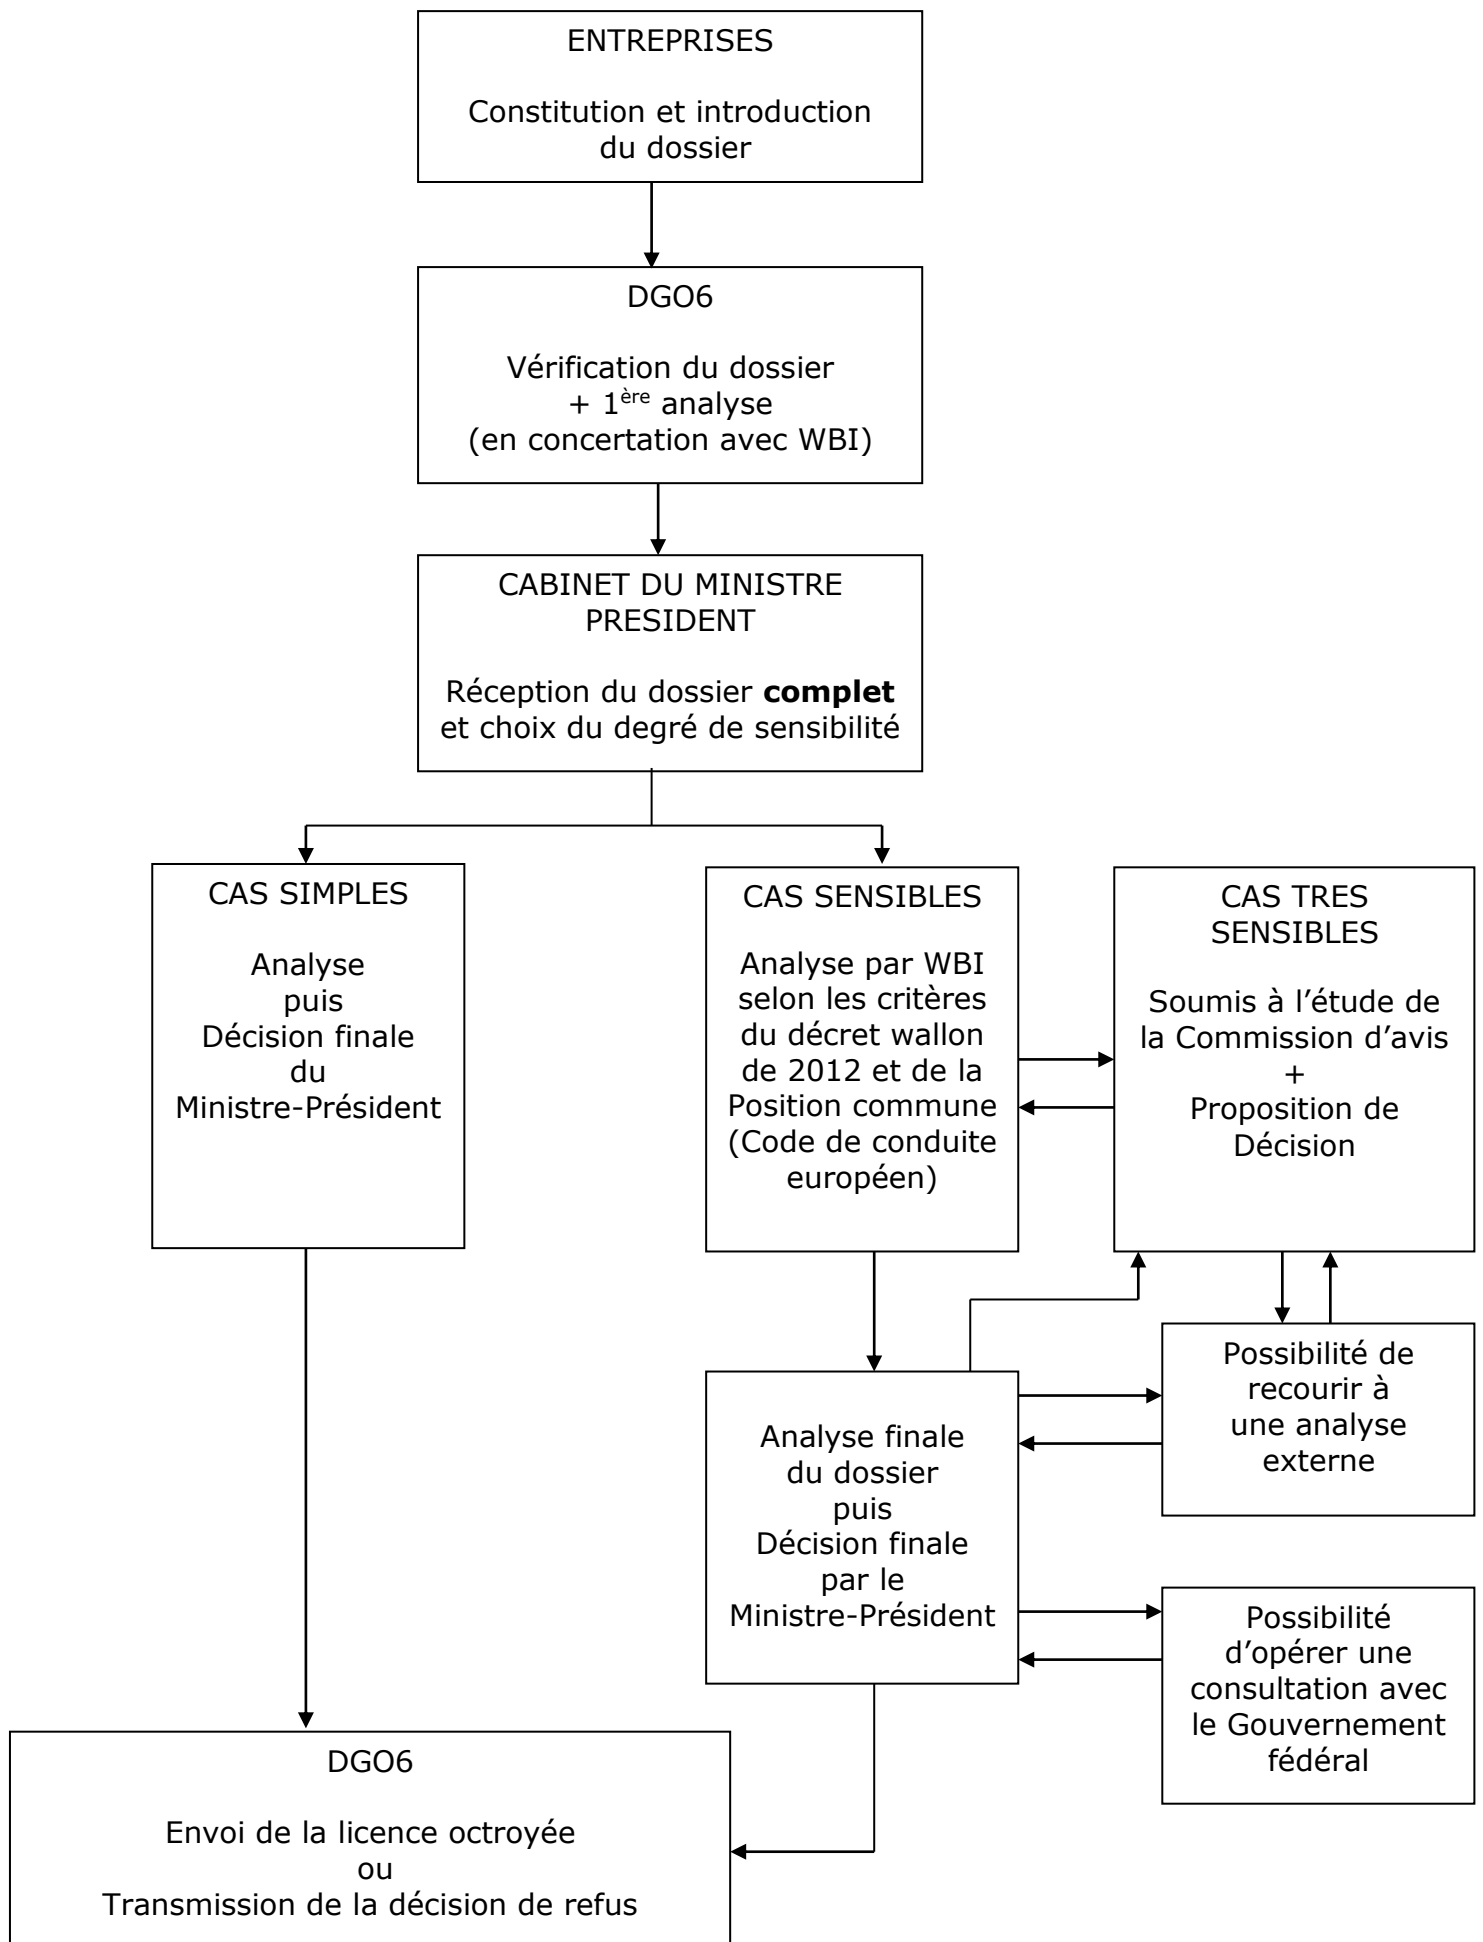 ENTREPRISES
Constitution et introduction
du dossier
DGO6
Vérification du dossier
+ 1ère analyse
(en concertation avec WBI)
CABINET DU MINISTRE
PRESIDENT
Réception du dossier complet
et choix du degré de sensibilité
CAS SIMPLES
Analyse
puis
Décision finale
du
Ministre-Président
CAS SENSIBLES
Analyse par WBI
selon les critères
du décret wallon
de 2012 et de la
Position commune
(Code de conduite
européen)
CAS TRES
SENSIBLES
Soumis à l’étude de
la Commission d’avis
+
Proposition de
Décision
Possibilité de
recourir à
une analyse
externe
Analyse finale
du dossier
puis
Décision finale
par le
Ministre-Président
Possibilité
d’opérer une
consultation avec
le Gouvernement
fédéral
DGO6
Envoi de la licence octroyée
ou
Transmission de la décision de refus